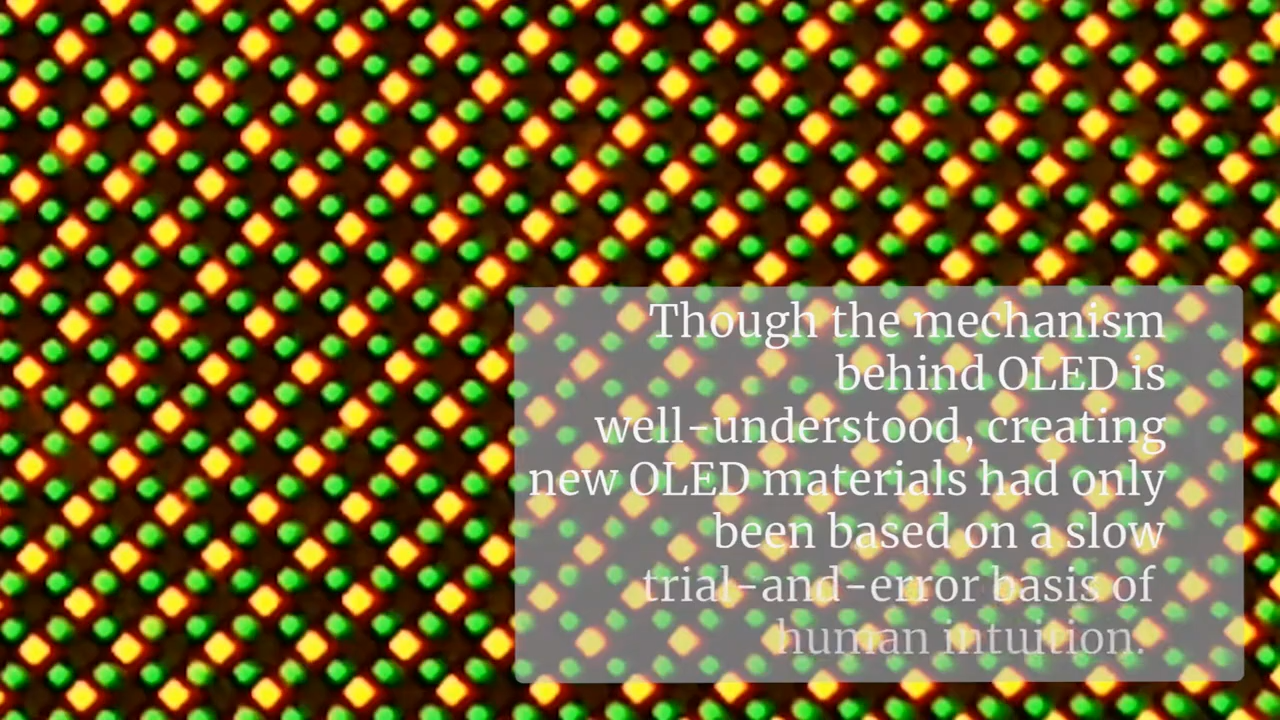 Though the mechanism
behind OLED is
well-understood, creating
new OLED materials had only
been based on a slow
trial-and-error basis of
human intuition.